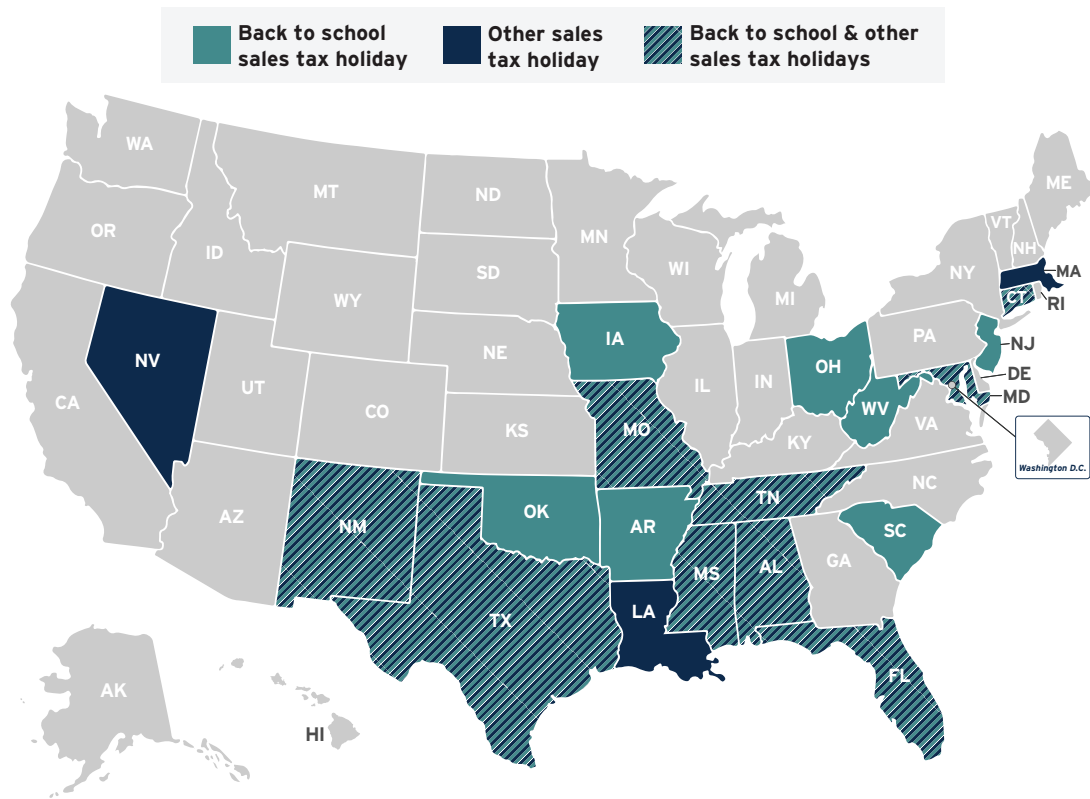 Back to school
sales tax holiday
Other sales
tax holiday
Back to school & other
sales tax holidays
WA
MT
ND
MN
ME
VT
NH
OR
ID
SD
WI
MI
NY
MA
CT
RI
WY
NV
UT
NE
IA
IL
IN
OH
PA
NJ
DE
MD
WV
VA
Washington D.C.
CA
CO
KS
MO
KY
AZ
NM
OK
AR
TN
NC
SC
TX
LA
MS
AL
GA
FL
AK
HI